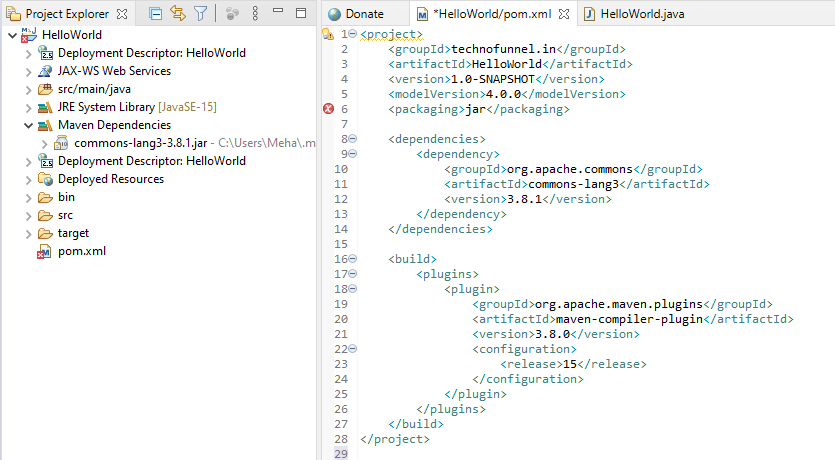 Project Explorer
HelloWorld
Deployment Descriptor: HelloWorld
JAX-WS Web Services
src/main/java
JRE System Library [JavaSE-15]
Maven Dependencies
commons-lang3-3.8.1.jar - C:\Users\Meha\.m
Deployment Descriptor: HelloWorld
Deployed Resources
bin
src
target
pom.xml
Donate
*HelloWorld/pom.xml
HelloWorld.java
1 <project>
2 <groupId>technofunnel.in</groupId>
3 <artifactId>HelloWorld</artifactId>
4 <version>1.0-SNAPSHOT</version>
5 <modelVersion>4.0.0</modelVersion>
6 <packaging>jar</packaging>
7
8 <dependencies>
9 <dependency>
10 <groupId>org.apache.commons</groupId>
11 <artifactId>commons-lang3</artifactId>
12 <version>3.8.1</version>
13 </dependency>
14 </dependencies>
15
16 <build>
17 <plugins>
18 <plugin>
19 <groupId>org.apache.maven.plugins</groupId>
20 <artifactId>maven-compiler-plugin</artifactId>
21 <version>3.8.0</version>
22 <configuration>
23 <release>15</release>
24 </configuration>
25 </plugin>
26 </plugins>
27 </build>
28 </project>
29